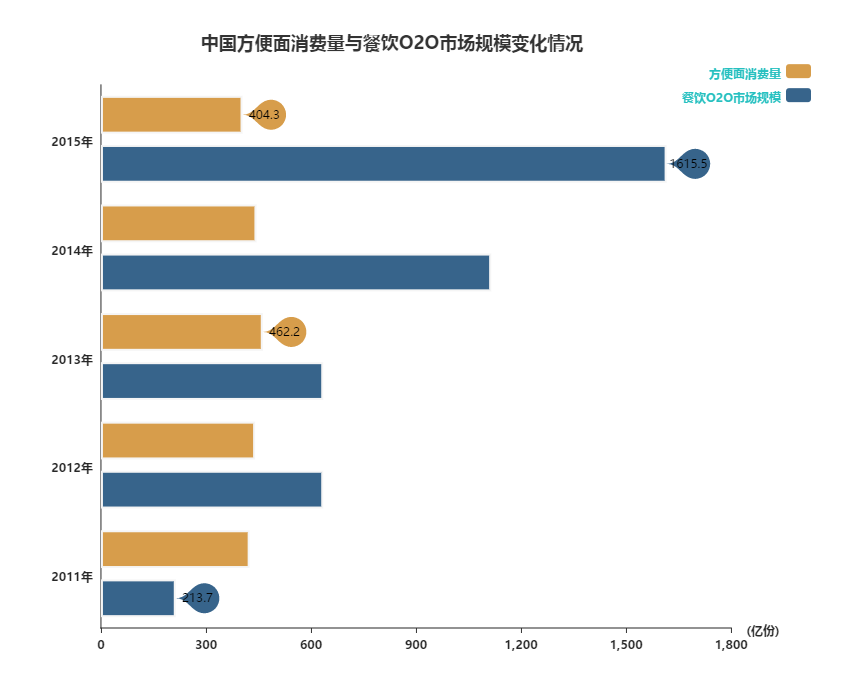 中国方便面消费量与餐饮O2O市场规模变化情况
方便面消费量
餐饮O2O市场规模
404.3
2015年
1615.5
2014年
462.2
2013年
2012年
2011年
213.7
(亿份)
0 300 600 900 1,200 1,500 1,800